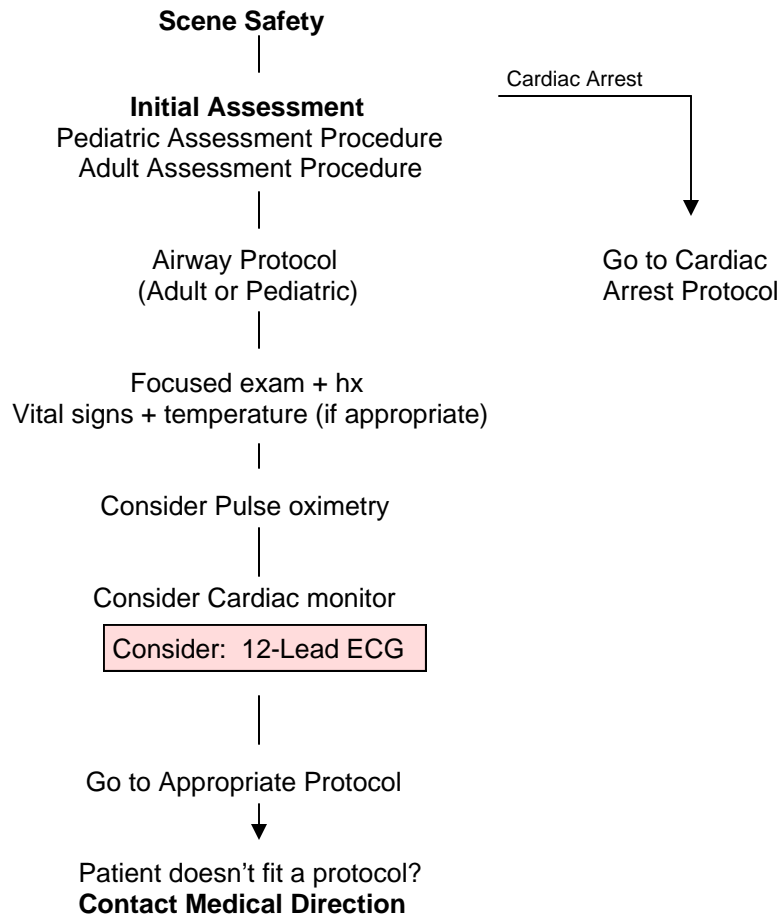 Scene Safety
Cardiac Arrest
Initial Assessment
Pediatric Assessment Procedure
Adult Assessment Procedure
Airway Protocol
(Adult or Pediatric)
Go to Cardiac
Arrest Protocol
Focused exam + hx
Vital signs + temperature (if appropriate)
Consider Pulse oximetry
Consider Cardiac monitor
Consider:  12-Lead ECG
Go to Appropriate Protocol
Patient doesn’t fit a protocol?
Contact Medical Direction